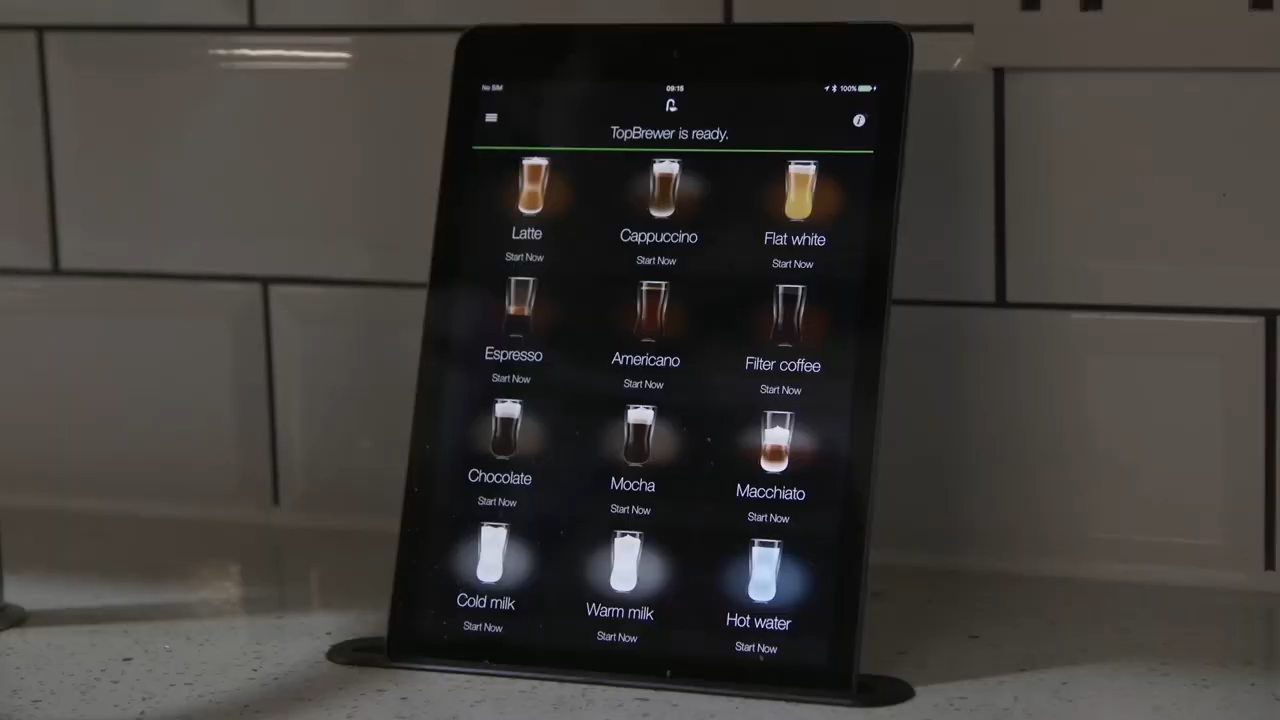 No SIM 09:15 100%
TopBrewer is ready.
Latte Cappuccino Flat white
Start Now Start Now Start Now
Espresso Americano Filter coffee
Start Now Start Now Start Now
Chocolate Mocha Macchiato
Start Now Start Now Start Now
Cold milk Warm milk Hot water
Start Now Start Now Start Now